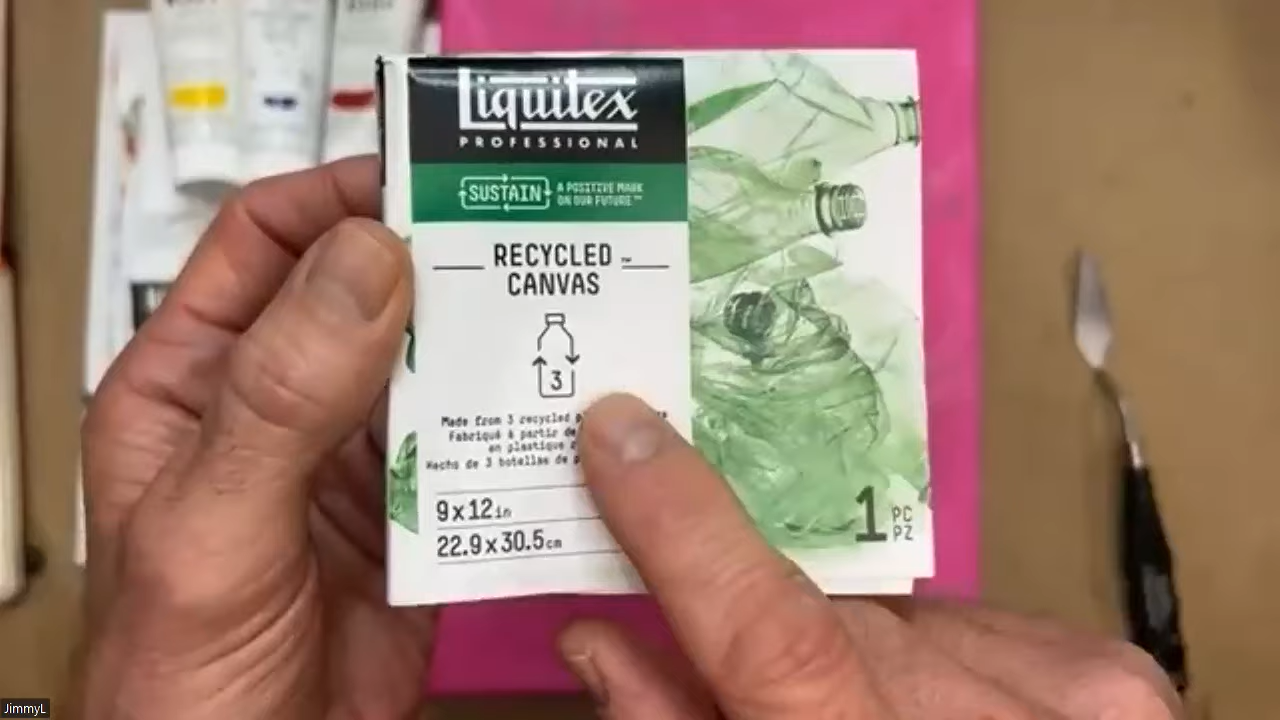 Liquitex
PROFESSIONAL
SUSTAIN
A POSITIVE MARK
ON OUR FUTURE™
RECYCLED™
CANVAS
3
Made from 3 recycled
Fabriqué à partir de
en plastique
Hecho de 3 botellas de
9x12in
22.9x30.5cm
1 PC
PZ
JimmyL